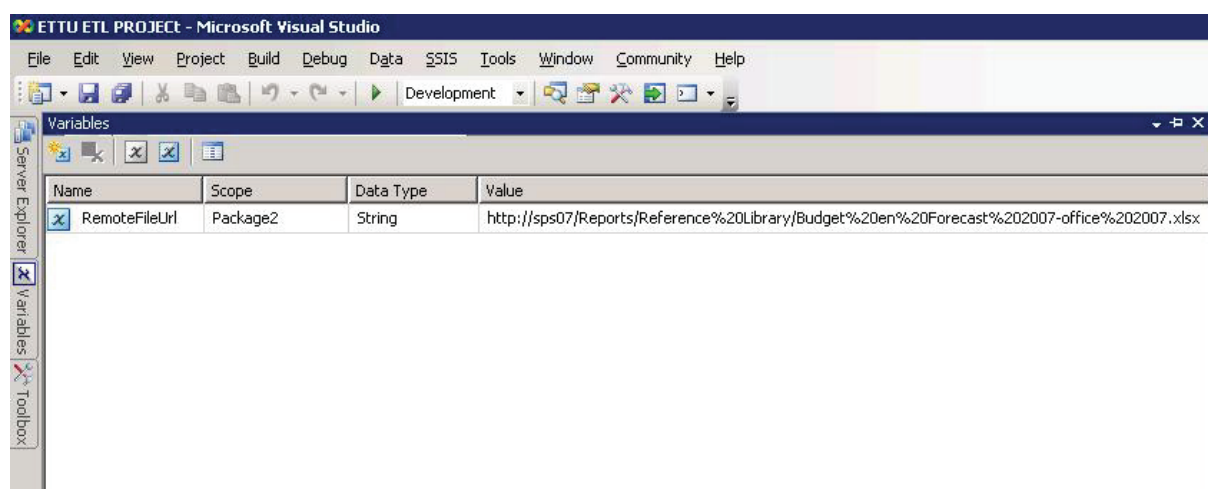 ETTU ETL PROJECt - Microsoft Visual Studio
File Edit View Project Build Debug Data SSIS Tools Window Community Help
Development
Variables
Name Scope Data Type Value
RemoteFileUrl Package2 String http://sps07/Reports/Reference%20Library/Budget%20en%20Forecast%202007-office%202007.xlsx
Server Explorer
Variables
Toolbox